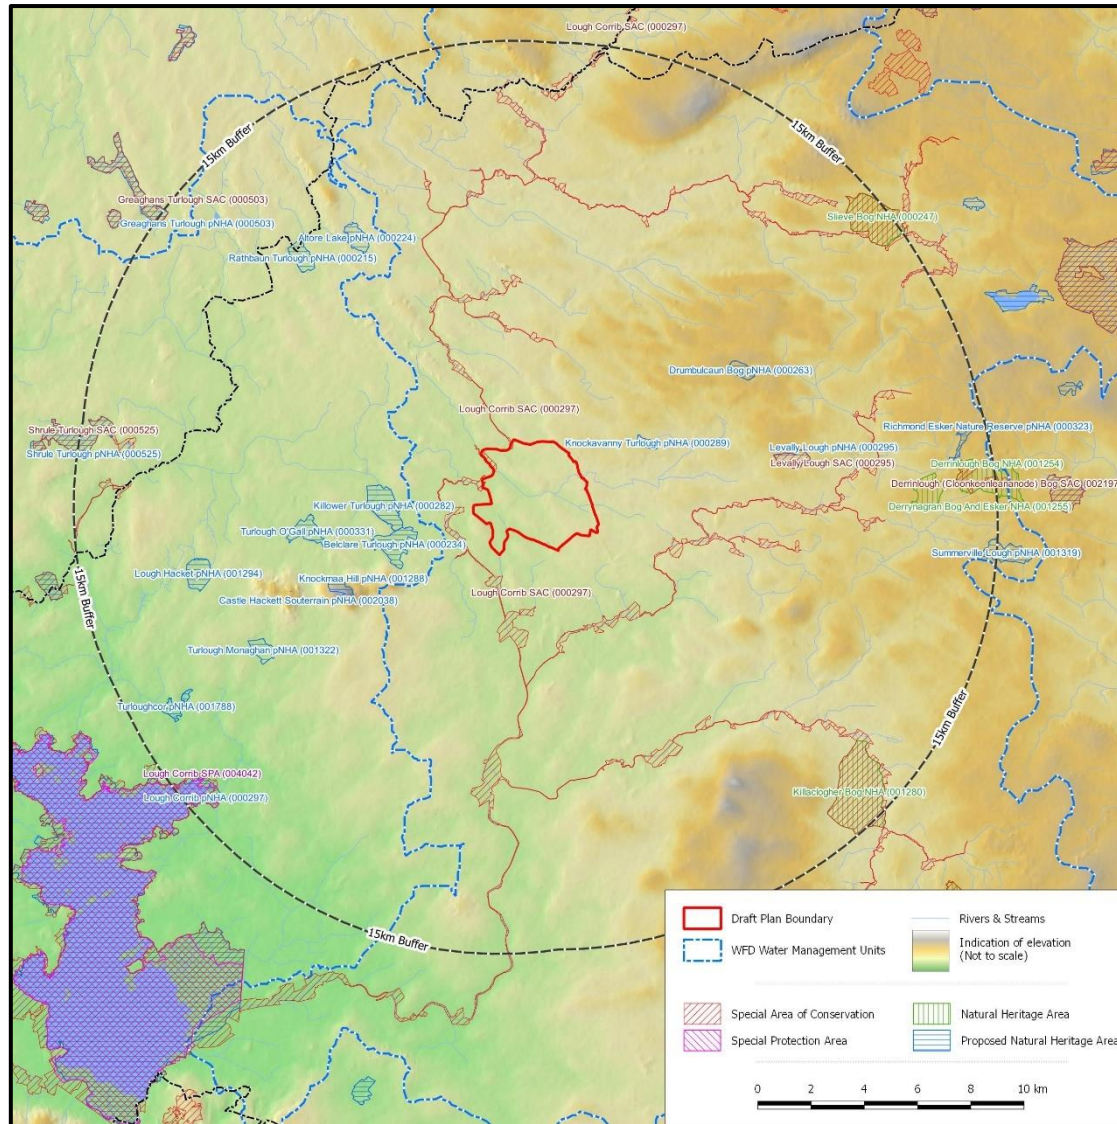 Lough Corrib SAC (000297)
15km Buffer
15km Buffer
Greaghans Turlough SAC (000503)
Greaghans Turlough pNHA (000503)
Slieve Bog NHA (000247)
Altore Lake pNHA (000224)
Rathbaun Turlough pNHA (000215)
Drumbulcaun Bog pNHA (000263)
Lough Corrib SAC (000297)
Shrule Turlough SAC (000525)
Shrule Turlough pNHA (000525)
Knockavanny Turlough pNHA (000289)
Richmond Esker Nature Reserve pNHA (000323)
Levally Lough pNHA (000295)
Levally Lough SAC (000295)
Derrinlough Bog NHA (001254)
Derrinlough (Cloonkeenleananode) Bog SAC (002197)
Derrynagran Bog And Esker NHA (001255)
Killower Turlough pNHA (000282)
Turlough O'Gall pNHA (000331)
Belclare Turlough pNHA (000234)
Summerville Lough pNHA (001319)
Lough Hacket pNHA (001294)
Knockmaa Hill pNHA (001288)
Castle Hackett Souterrain pNHA (002038)
Lough Corrib SAC (000297)
15km Buffer
Turlough Monaghan pNHA (001322)
Turloughcor pNHA (001788)
15km Buffer
Lough Corrib SPA (004042)
Lough Corrib pNHA (000297)
Killaclogher Bog NHA (001280)
15km Buffer
Draft Plan Boundary
Rivers & Streams
WFD Water Management Units
Indication of elevation
(Not to scale)
Special Area of Conservation
Natural Heritage Area
Special Protection Area
Proposed Natural Heritage Area
0 2 4 6 8 10 km